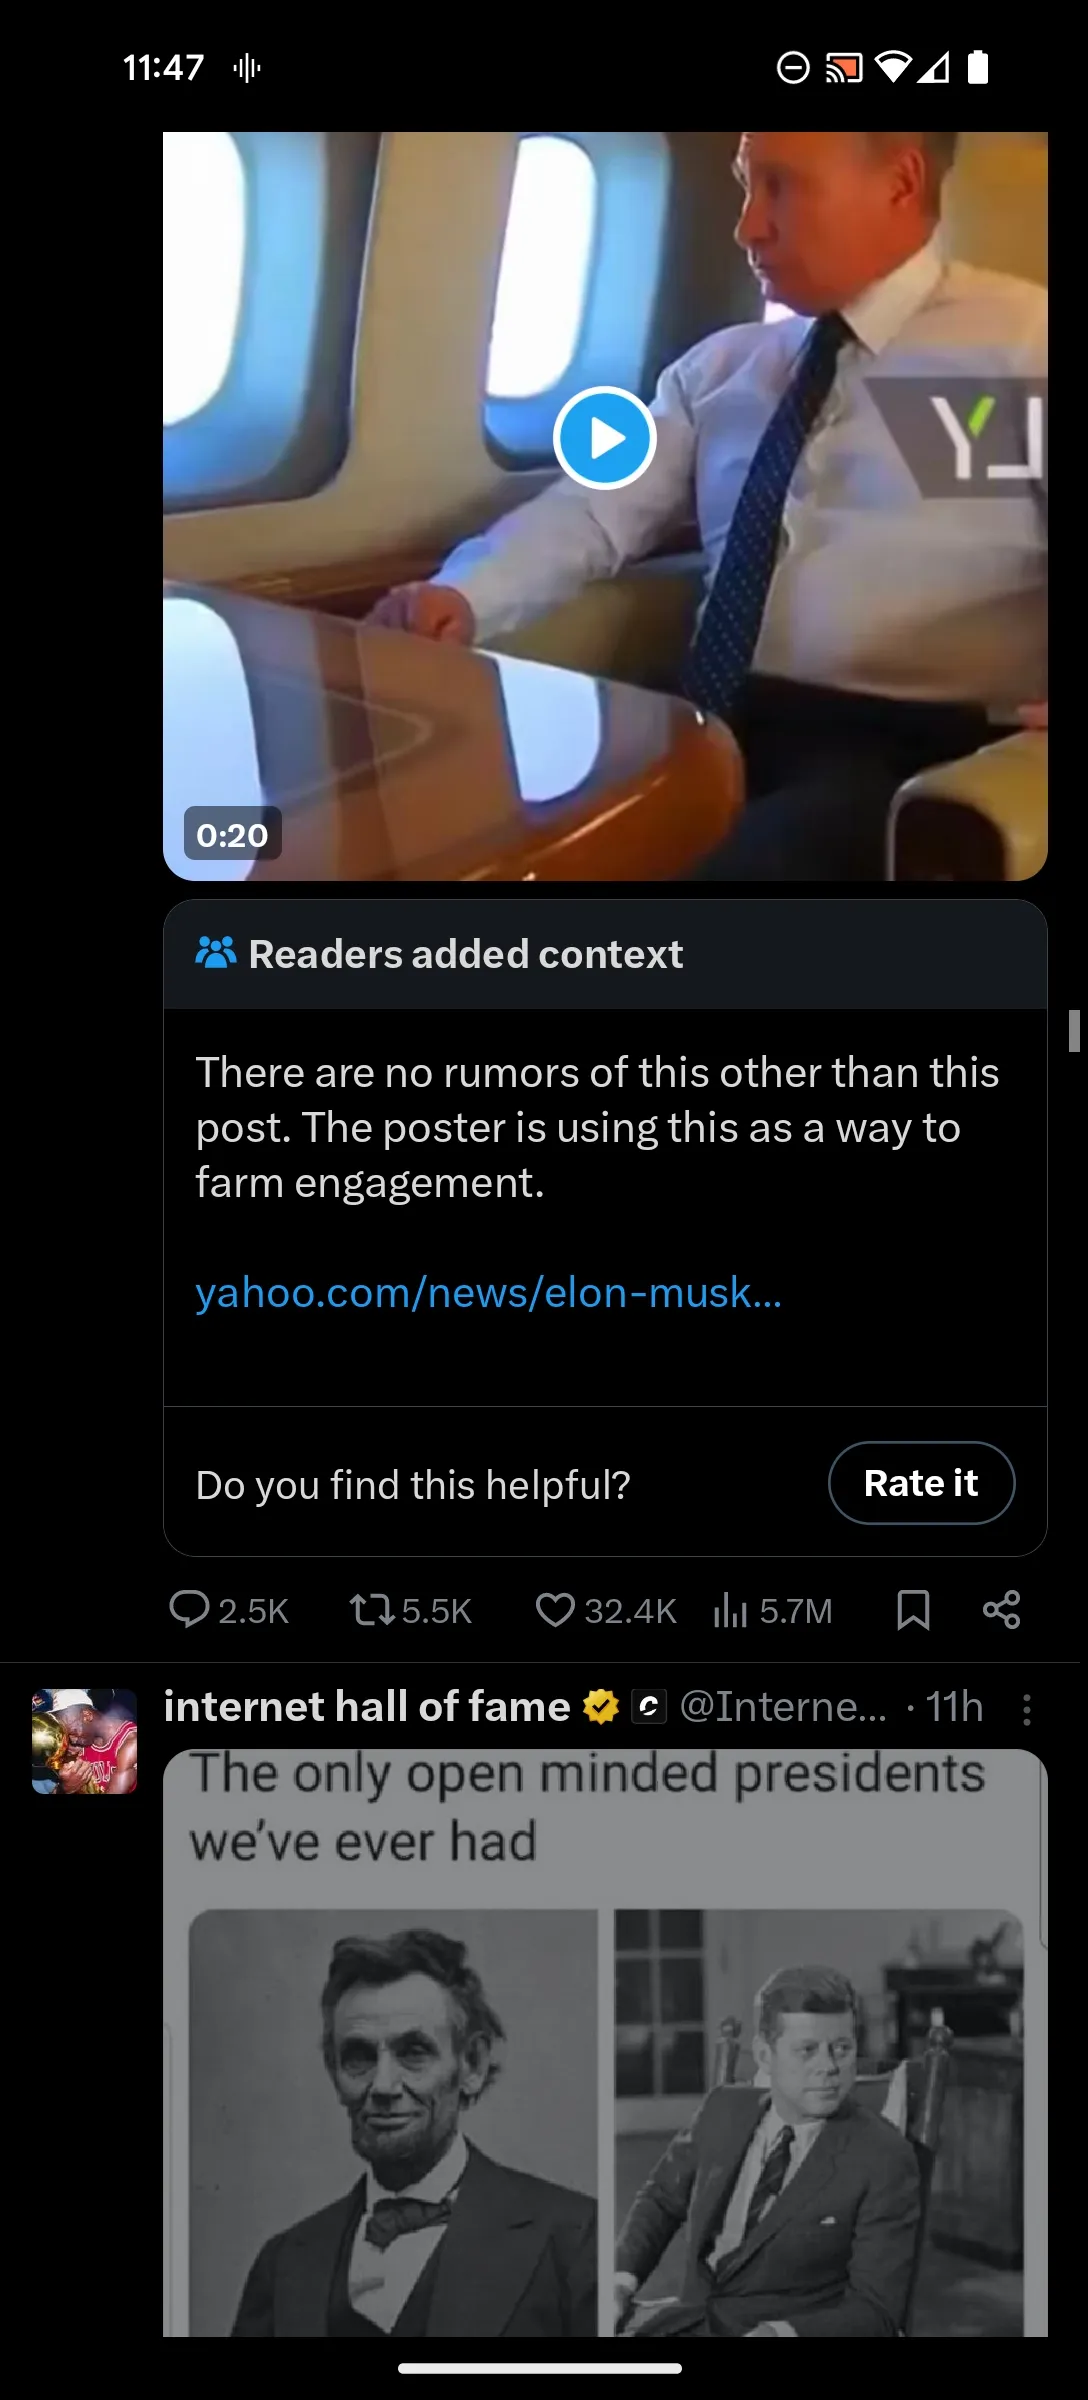 11:47
YL
0:20
Readers added context
There are no rumors of this other than this
post. The poster is using this as a way to
farm engagement.
yahoo.com/news/elon-musk...
Do you find this helpful?
Rate it
2.5K 5.5K 32.4K 5.7M
internet hall of fame @Interne... · 11h
The only open minded presidents
we've ever had